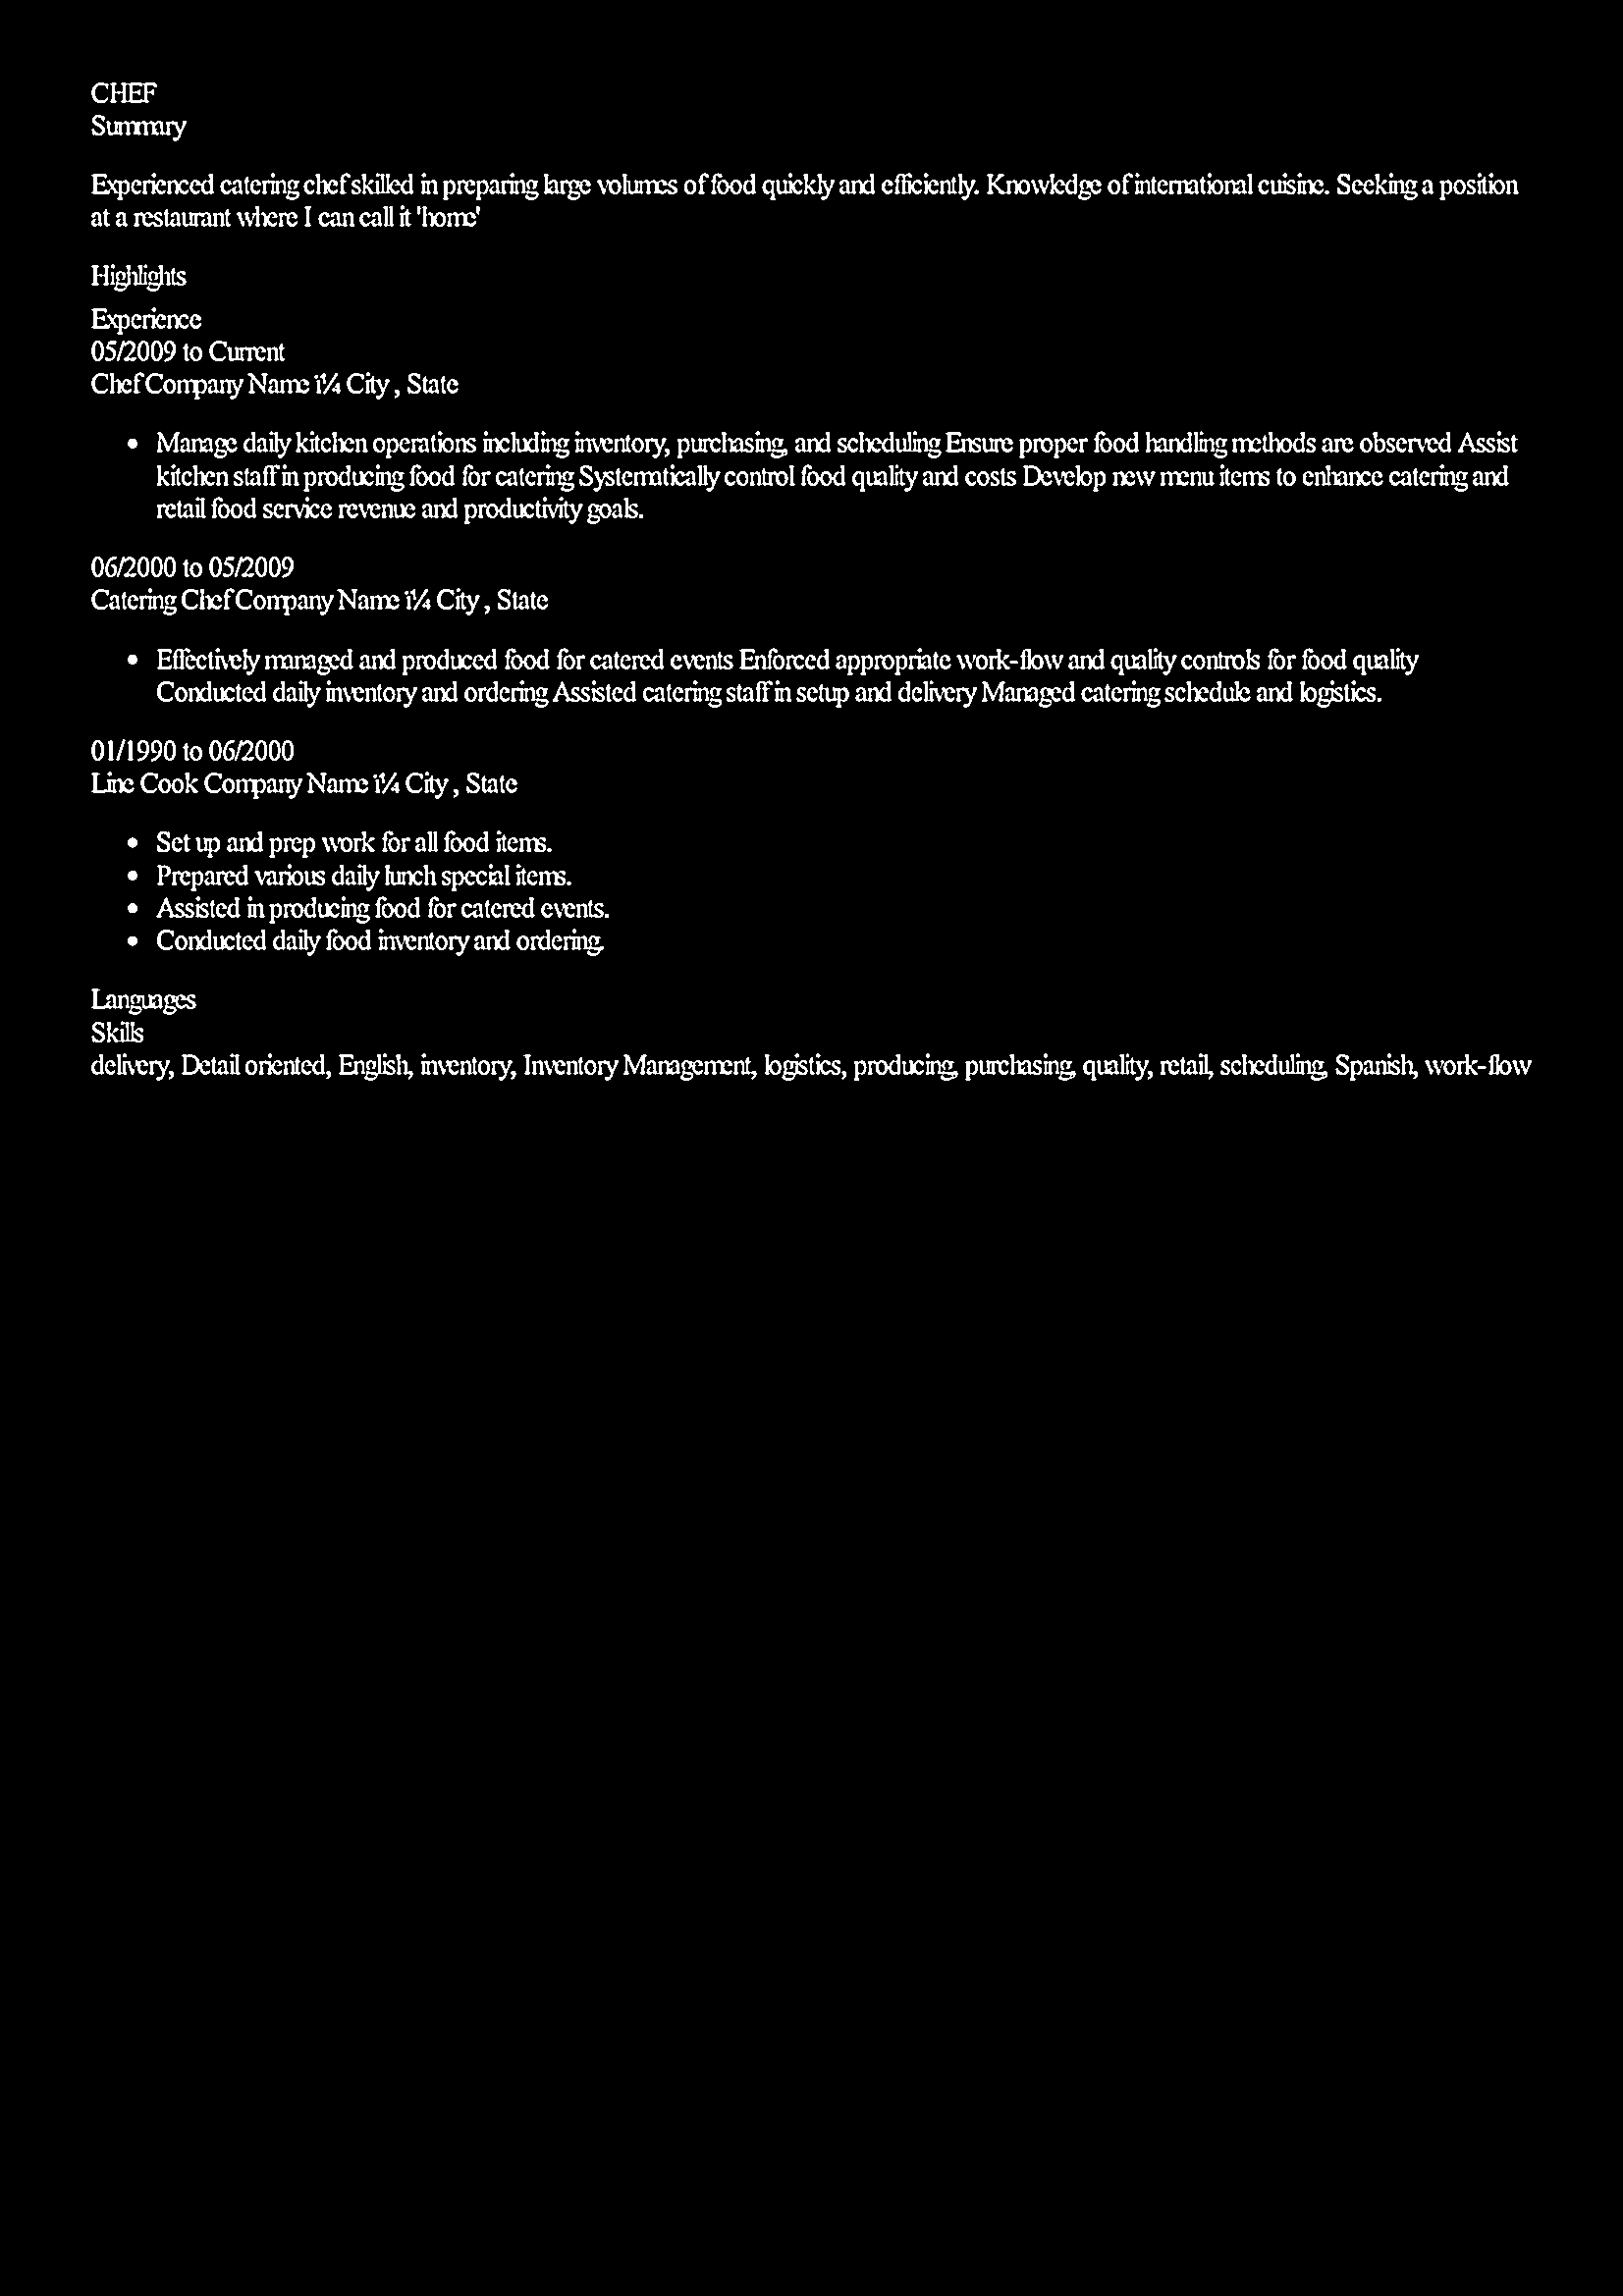 CHEF
Summary
Experienced catering chef skilled in preparing large volumes of food quickly and efficiently. Knowledge of international cuisine. Seeking a position
at a restaurant where I can call it 'home'
Highlights
Experience
05/2009 to Current
Chef Company Name ï¼ City , State
• Manage daily kitchen operations including inventory, purchasing, and scheduling Ensure proper food handling methods are observed Assist
kitchen staff in producing food for catering Systematically control food quality and costs Develop new menu items to enhance catering and
retail food service revenue and productivity goals.
06/2000 to 05/2009
Catering Chef Company Name ï¼ City , State
• Effectively managed and produced food for catered events Enforced appropriate work-flow and quality controls for food quality
Conducted daily inventory and ordering Assisted catering staff in setup and delivery Managed catering schedule and logistics.
01/1990 to 06/2000
Line Cook Company Name ï¼ City , State
• Set up and prep work for all food items.
• Prepared various daily lunch special items.
• Assisted in producing food for catered events.
• Conducted daily food inventory and ordering.
Languages
Skills
delivery, Detail oriented, English, inventory, Inventory Management, logistics, producing, purchasing, quality, retail, scheduling, Spanish, work-flow